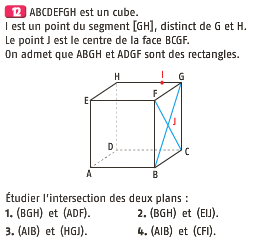 12 ABCDEFGH est un cube.
I est un point du segment [GH], distinct de G et H.
Le point J est le centre de la face BCGF.
On admet que ABGH et ADGF sont des rectangles.
H I G
E F
J
D C
A B
Étudier l'intersection des deux plans :
1. (BGH) et (ADF). 2. (BGH) et (EIJ).
3. (AIB) et (HGJ). 4. (AIB) et (CFI).